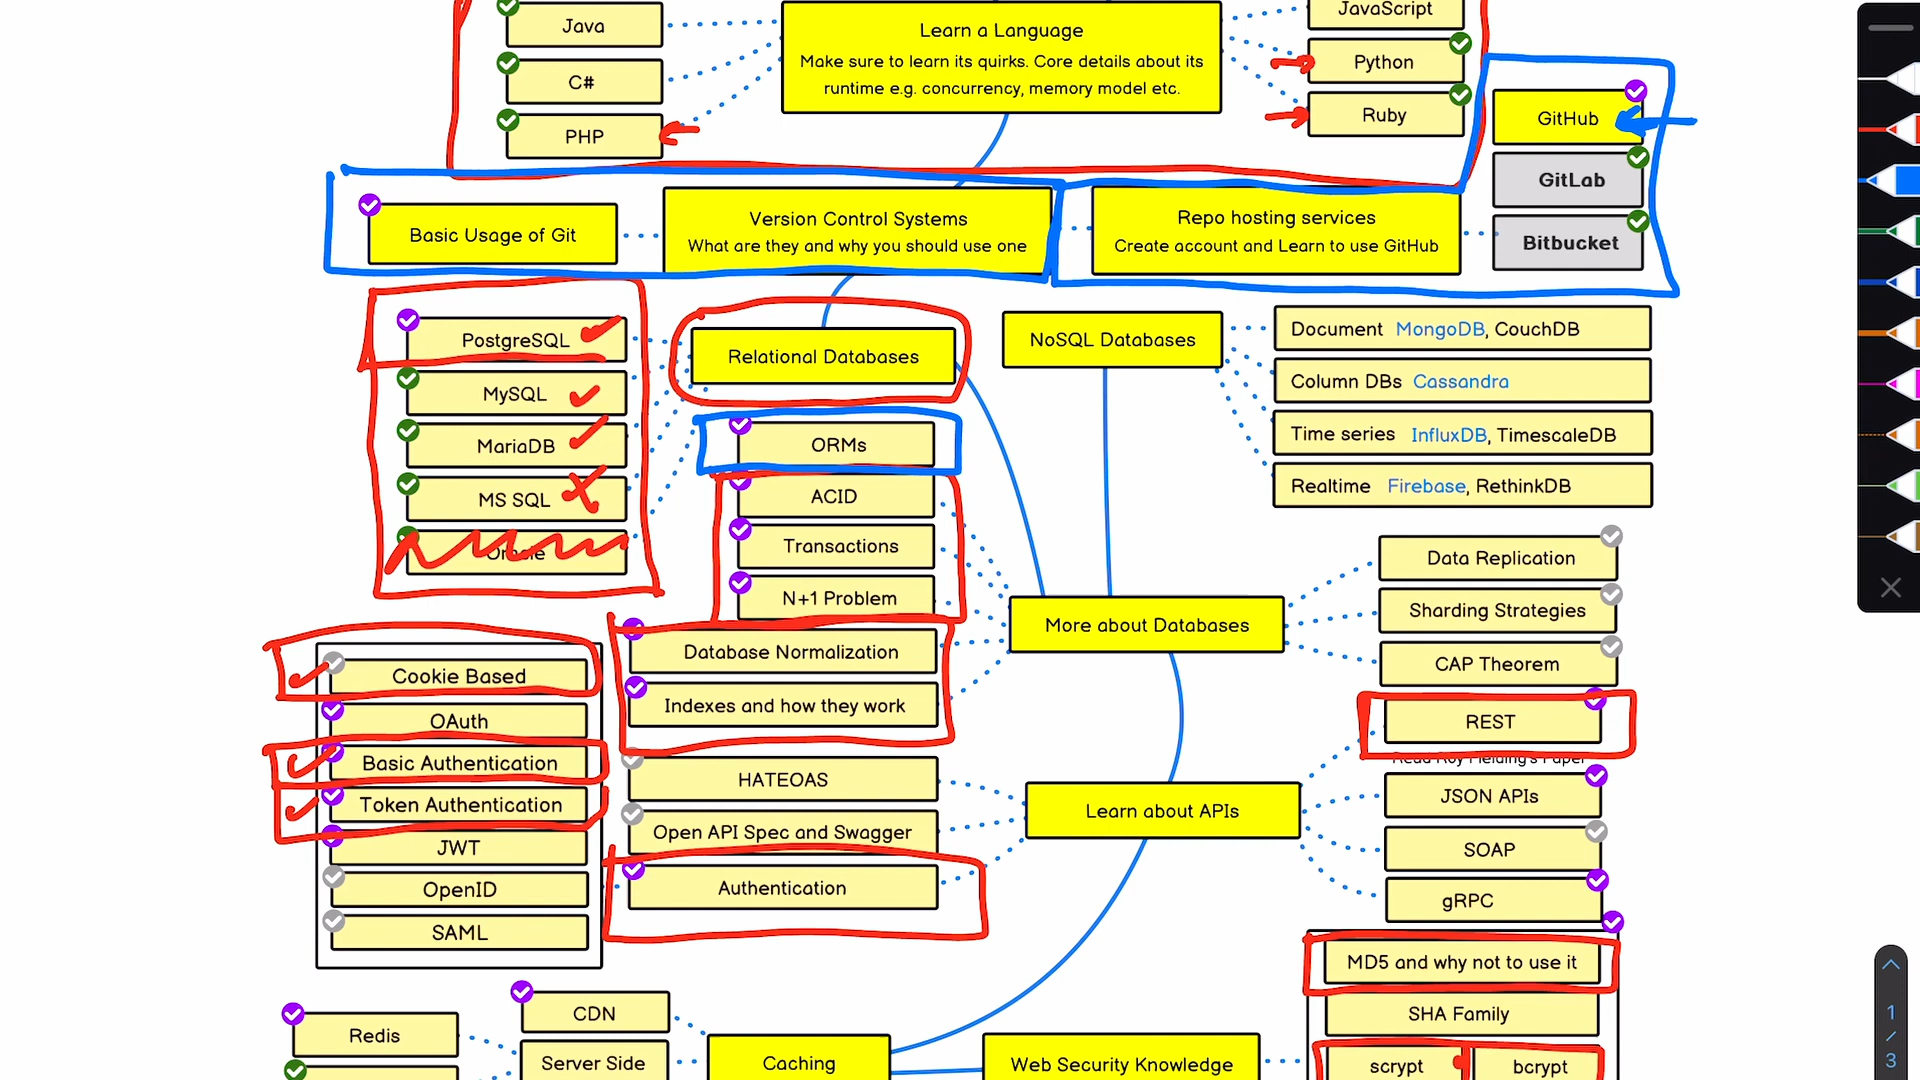 Java
C#
PHP
Learn a Language
Make sure to learn its quirks. Core details about its
runtime e.g. concurrency, memory model etc.
JavaScript
Python
Ruby
GitHub
GitLab
Bitbucket
Basic Usage of Git
Version Control Systems
What are they and why you should use one
Repo hosting services
Create account and Learn to use GitHub
PostgreSQL
MySQL
MariaDB
MS SQL
Oracle
Relational Databases
NoSQL Databases
Document MongoDB, CouchDB
Column DBs Cassandra
Time series InfluxDB, TimescaleDB
Realtime Firebase, RethinkDB
ORMs
ACID
Transactions
N+1 Problem
Database Normalization
Indexes and how they work
More about Databases
Data Replication
Sharding Strategies
CAP Theorem
Cookie Based
OAuth
Basic Authentication
Token Authentication
JWT
OpenID
SAML
HATEOAS
Open API Spec and Swagger
Authentication
Learn about APIs
REST
Read Roy Fielding's Paper
JSON APIs
SOAP
gRPC
MD5 and why not to use it
SHA Family
scrypt
bcrypt
Redis
CDN
Server Side
Caching
Web Security Knowledge
1
/
3